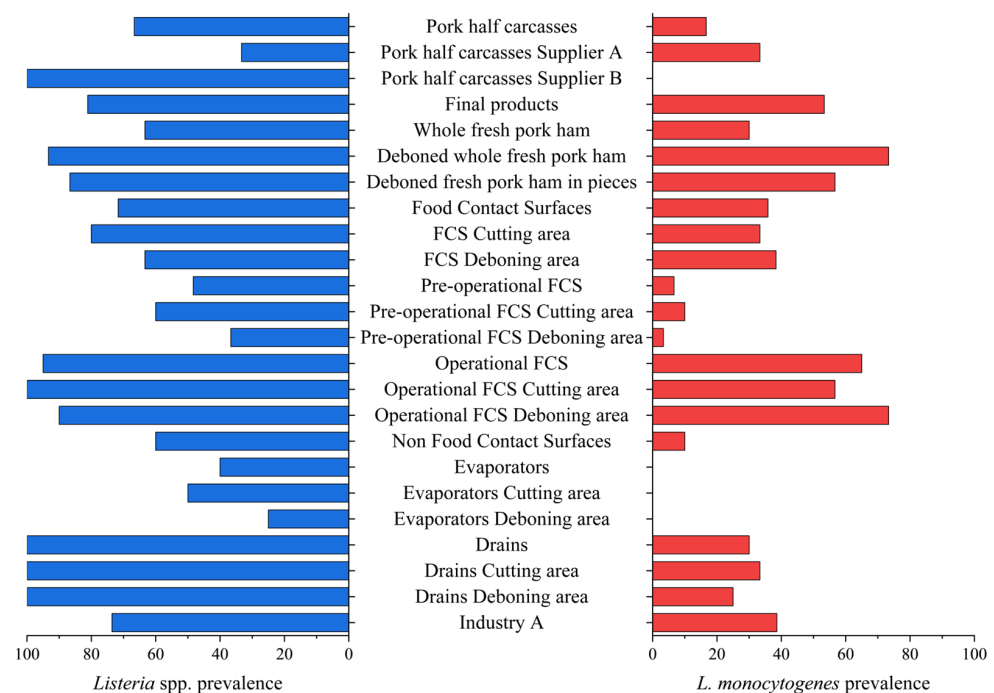 Pork half carcasses
Pork half carcasses Supplier A
Pork half carcasses Supplier B
Final products
Whole fresh pork ham
Deboned whole fresh pork ham
Deboned fresh pork ham in pieces
Food Contact Surfaces
FCS Cutting area
FCS Deboning area
Pre-operational FCS
Pre-operational FCS Cutting area
Pre-operational FCS Deboning area
Operational FCS
Operational FCS Cutting area
Operational FCS Deboning area
Non Food Contact Surfaces
Evaporators
Evaporators Cutting area
Evaporators Deboning area
Drains
Drains Cutting area
Drains Deboning area
Industry A
100 80 60 40 20 0 0 20 40 60 80 100
Listeria spp. prevalence L. monocytogenes prevalence